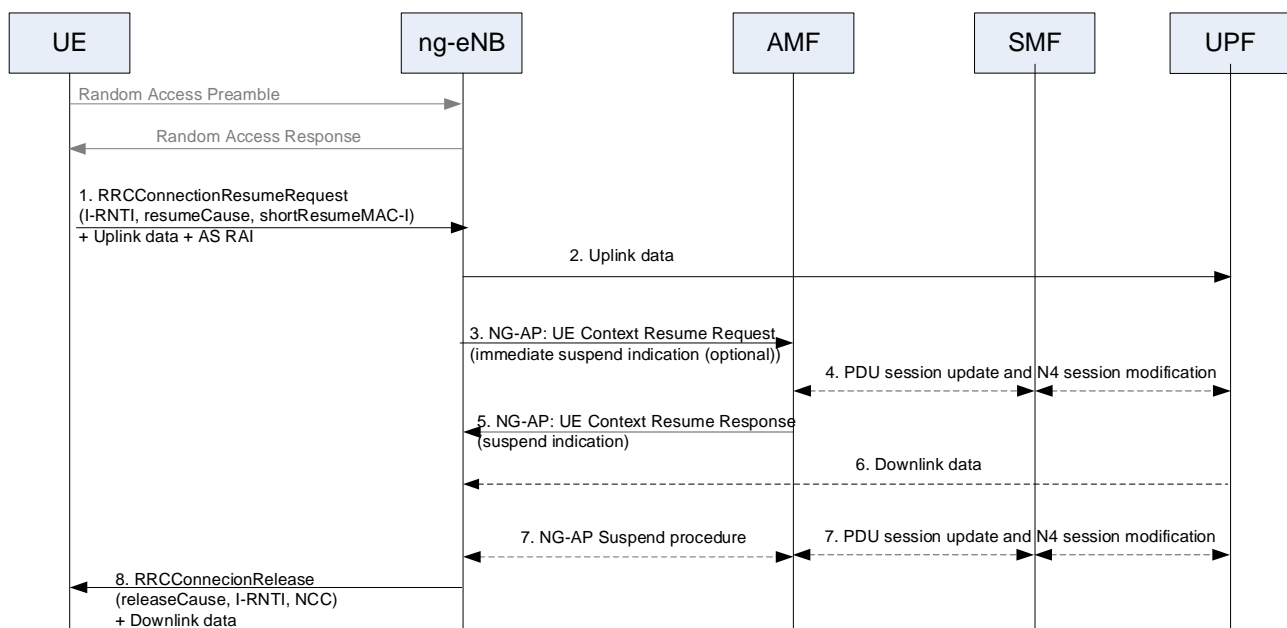 UE
ng-eNB
AMF
SMF
UPF
Random Access Preamble
Random Access Response
1. RRCConnectionResumeRequest
(I-RNTI, resumeCause, shortResumeMAC-I)
+ Uplink data + AS RAI
2. Uplink data
3. NG-AP: UE Context Resume Request
(immediate suspend indication (optional))
4. PDU session update and N4 session modification
5. NG-AP: UE Context Resume Response
(suspend indication)
6. Downlink data
7. NG-AP Suspend procedure
7. PDU session update and N4 session modification
8. RRCConnecionRelease
(releaseCause, I-RNTI, NCC)
+ Downlink data